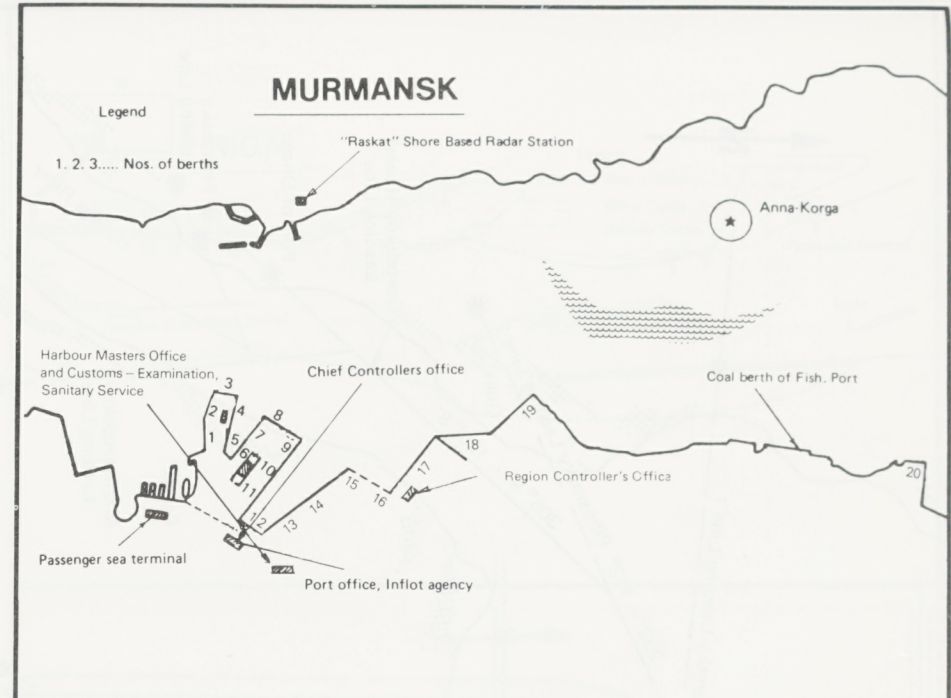 MURMANSK
Legend
"Raskat" Shore Based Radar Station
1. 2. 3..... Nos. of berths
Anna-Korga
Harbour Masters Office
and Customs – Examination,
Sanitary Service
Chief Controllers office
Coal berth of Fish. Port
3
2
4
1
5
8
7
6
9
10
11
12
13
14
15
16
17
18
19
20
Region Controller's Office
Passenger sea terminal
Port office, Inflot agency